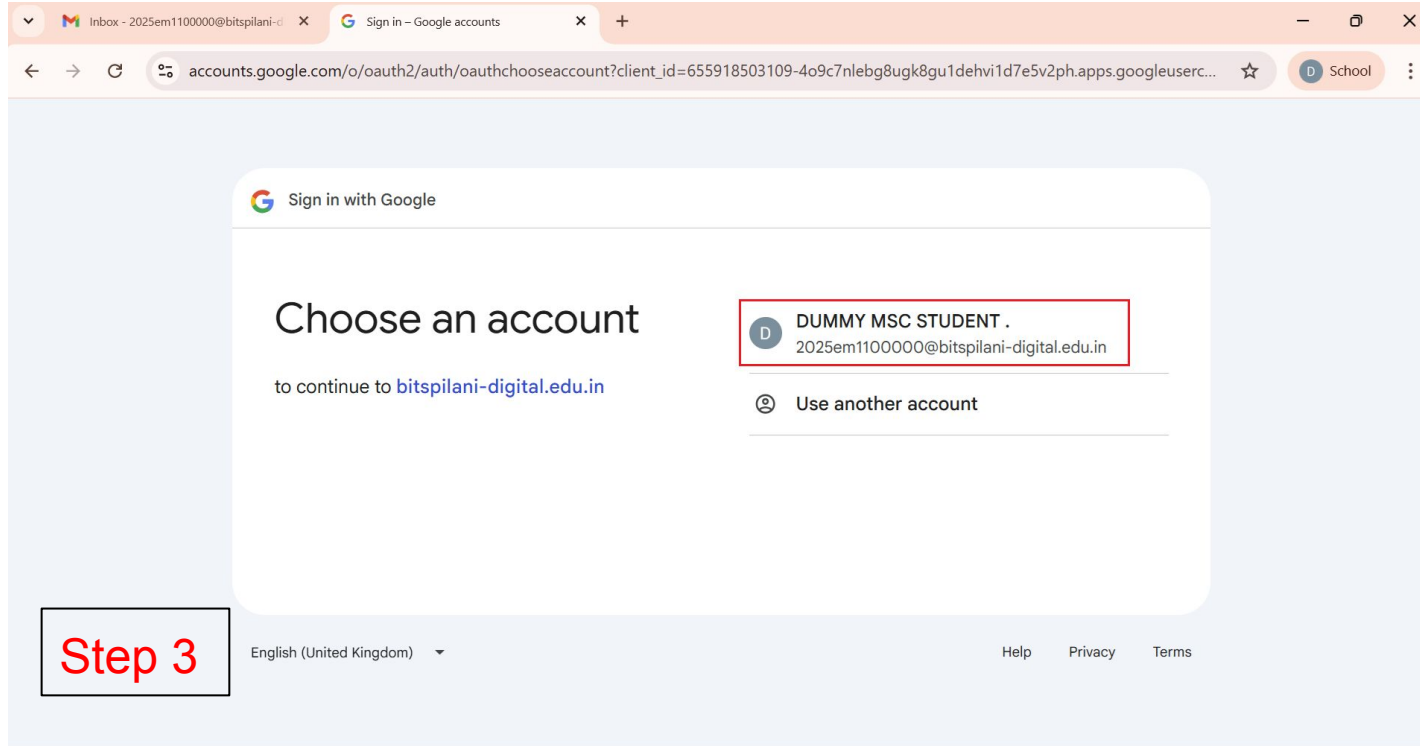 Inbox - 2025em1100000@bitspilani-d
Sign in – Google accounts
accounts.google.com/o/oauth2/auth/oauthchooseaccount?client_id=655918503109-4o9c7nlebg8ugk8gu1dehvi1d7e5v2ph.apps.googleuserc...
D School
Sign in with Google
Choose an account
to continue to bitspilani-digital.edu.in
D DUMMY MSC STUDENT .
2025em1100000@bitspilani-digital.edu.in
Use another account
Step 3
English (United Kingdom)
Help Privacy Terms